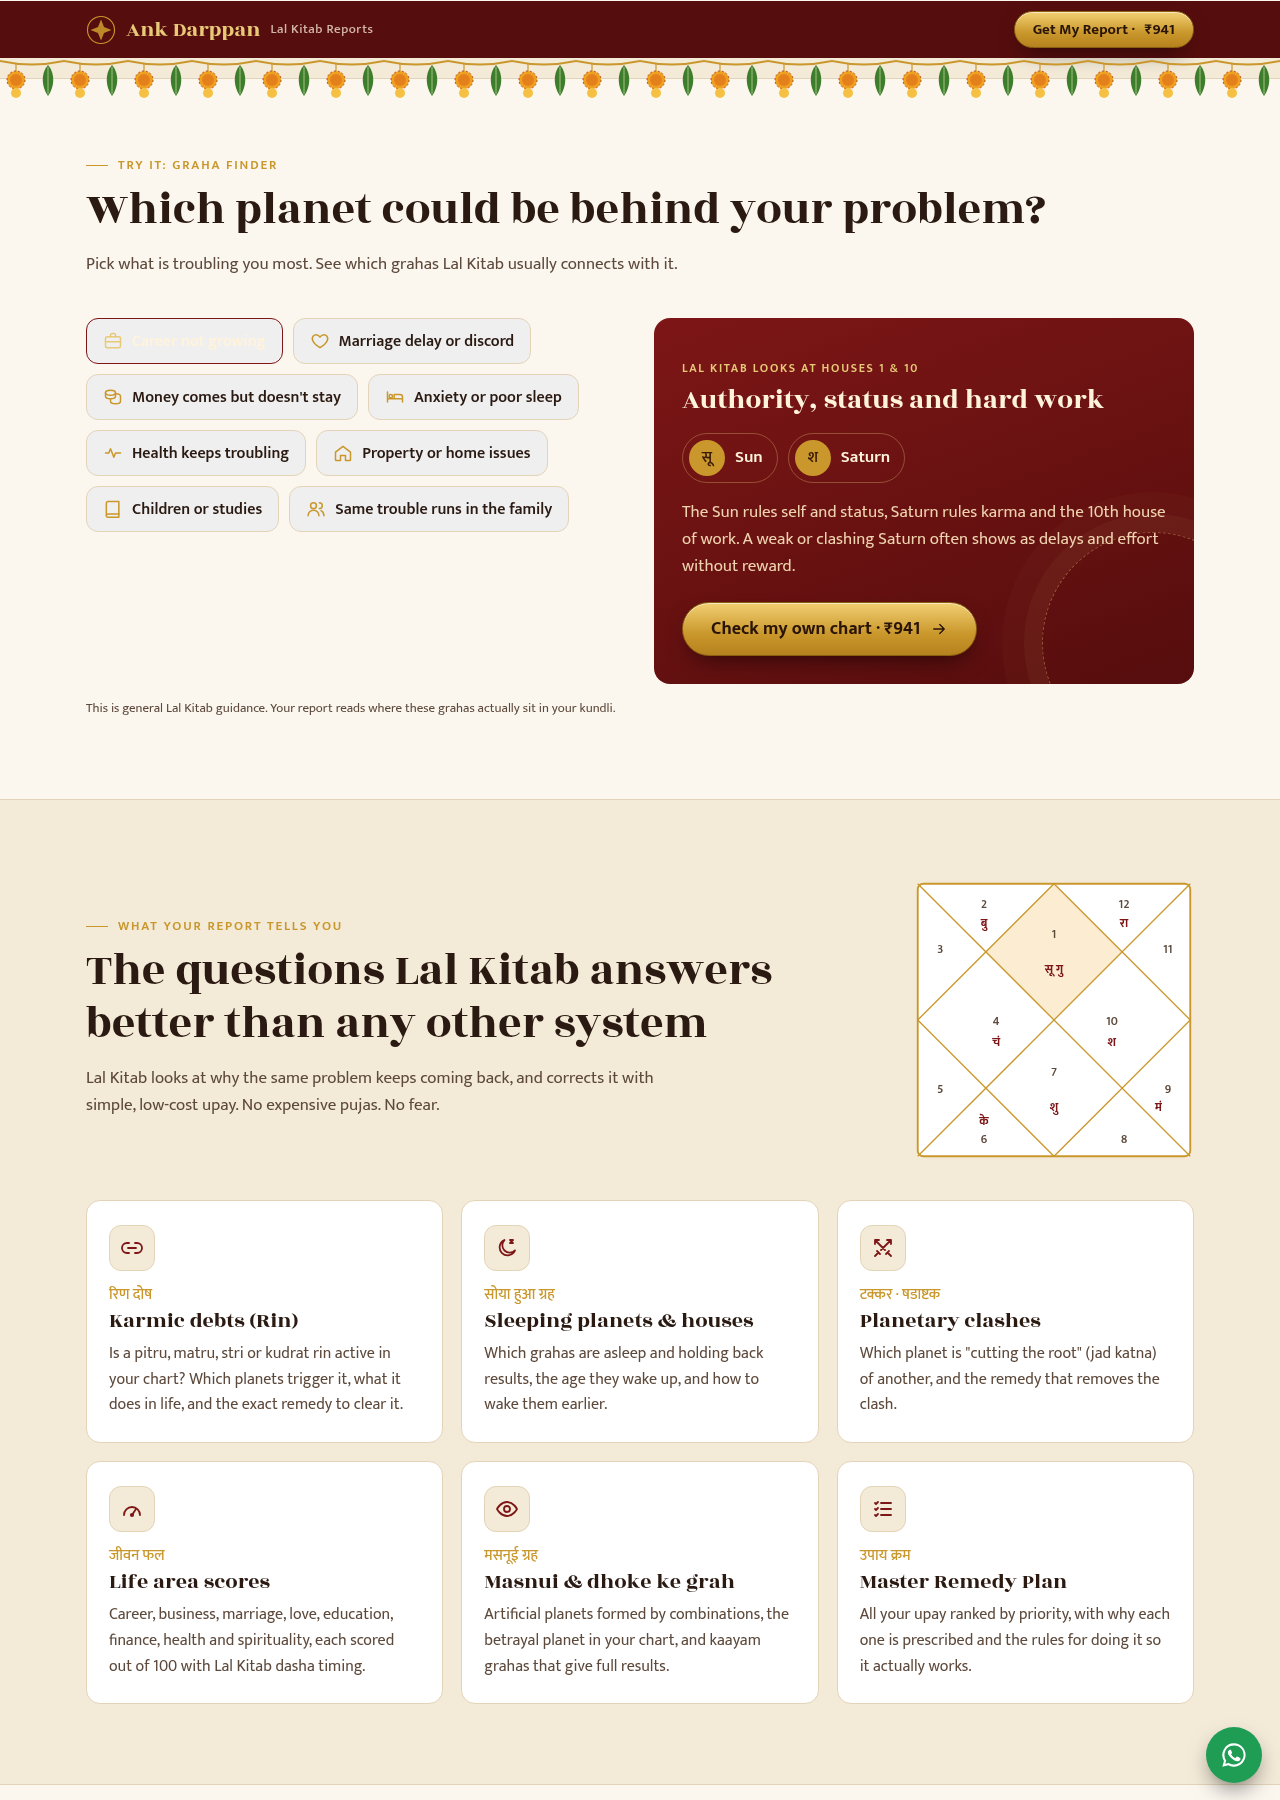 Ank Darppan Lal Kitab Reports
Get My Report · ₹941
TRY IT: GRAHA FINDER
Which planet could be behind your problem?
Pick what is troubling you most. See which grahas Lal Kitab usually connects with it.
Career not growing
Marriage delay or discord
Money comes but doesn't stay
Anxiety or poor sleep
Health keeps troubling
Property or home issues
Children or studies
Same trouble runs in the family
LAL KITAB LOOKS AT HOUSES 1 & 10
Authority, status and hard work
सू Sun
श Saturn
The Sun rules self and status, Saturn rules karma and the 10th house
of work. A weak or clashing Saturn often shows as delays and effort
without reward.
Check my own chart · ₹941 →
This is general Lal Kitab guidance. Your report reads where these grahas actually sit in your kundli.
WHAT YOUR REPORT TELLS YOU
The questions Lal Kitab answers
better than any other system
Lal Kitab looks at why the same problem keeps coming back, and corrects it with
simple, low-cost upay. No expensive pujas. No fear.
2
12
बु
रा
1
3
11
सू गु
4
10
चं
श
7
5
9
शु
मं
के
6
8
रिण दोष
Karmic debts (Rin)
Is a pitru, matru, stri or kudrat rin active in
your chart? Which planets trigger it, what it
does in life, and the exact remedy to clear it.
सोया हुआ ग्रह
Sleeping planets & houses
Which grahas are asleep and holding back
results, the age they wake up, and how to
wake them earlier.
टक्कर · षडाष्टक
Planetary clashes
Which planet is "cutting the root" (jad katna)
of another, and the remedy that removes the
clash.
जीवन फल
Life area scores
Career, business, marriage, love, education,
finance, health and spirituality, each scored
out of 100 with Lal Kitab dasha timing.
मसनूई ग्रह
Masnui & dhoke ke grah
Artificial planets formed by combinations, the
betrayal planet in your chart, and kaayam
grahas that give full results.
उपाय क्रम
Master Remedy Plan
All your upay ranked by priority, with why each
one is prescribed and the rules for doing it so
it actually works.